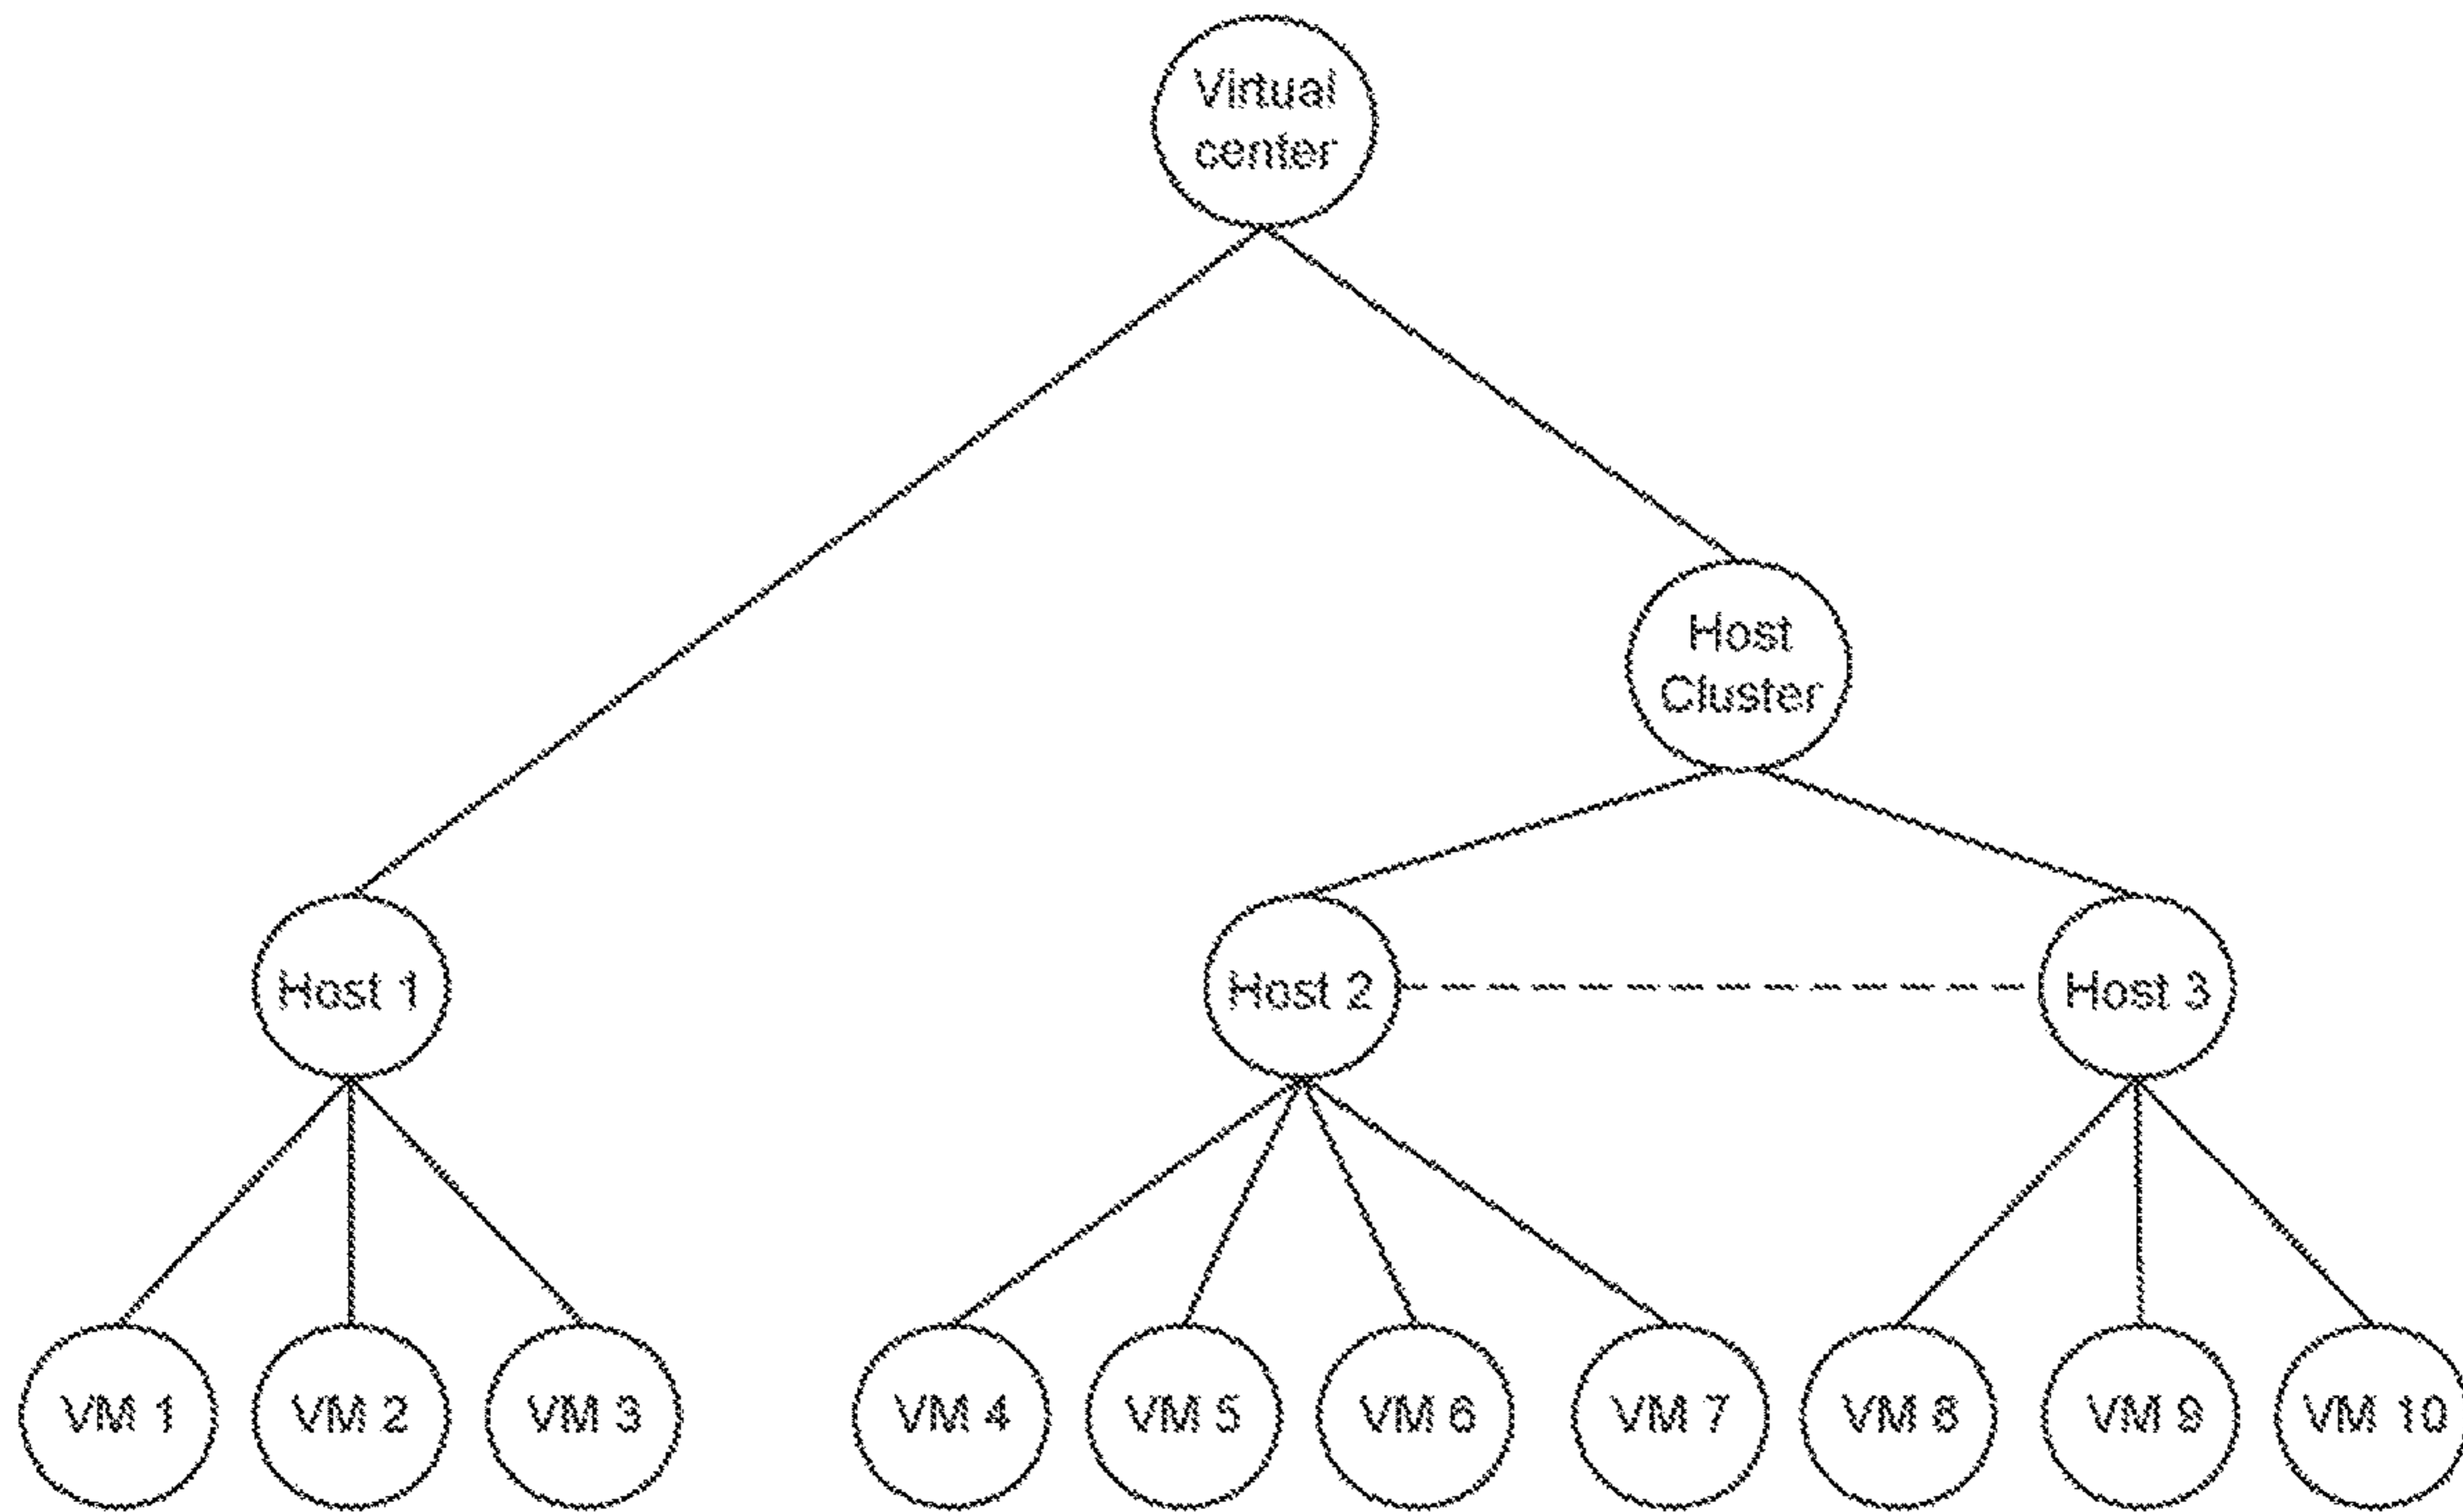 Virtual
center
Host
Cluster
Host 1
Host 2
Host 3
VM 1
VM 2
VM 3
VM 4
VM 5
VM 6
VM 7
VM 8
VM 9
VM 10